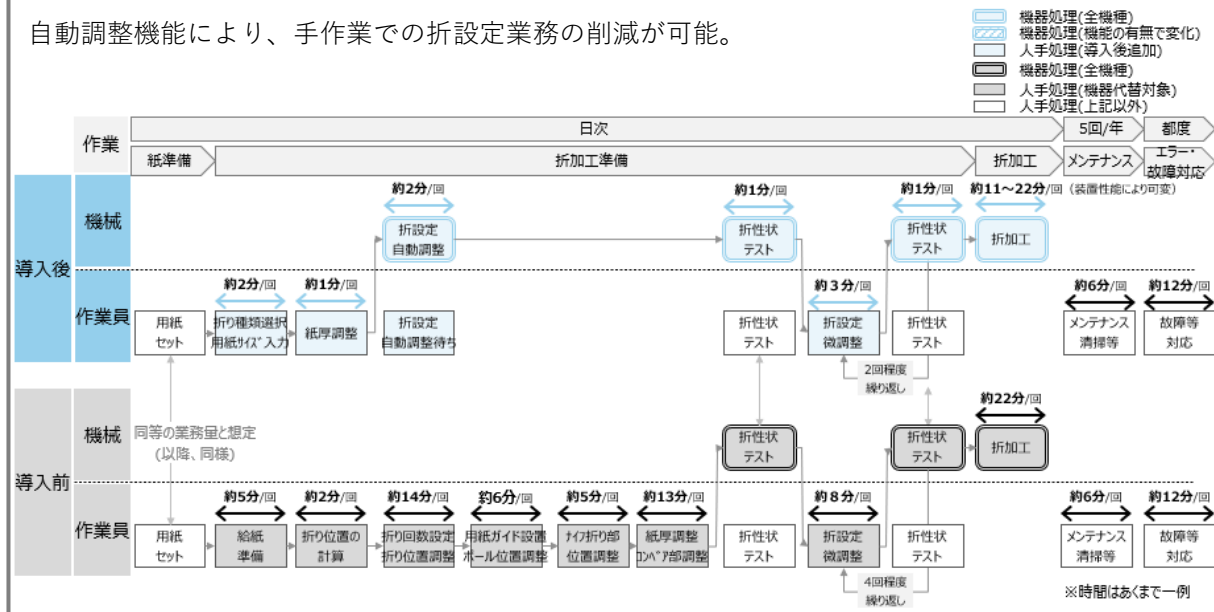 自動調整機能により、手作業での折設定業務の削減が可能。
機器処理(全機種)
機器処理(機能の有無で変化)
人手処理(導入後追加)
機器処理(全機種)
人手処理(機器代替対象)
人手処理(上記以外)
作業
日次
5回/年
都度
紙準備
折加工準備
折加工
メンテナンス
エラー・
故障対応
導入後
機械
約2分/回
約1分/回
約1分/回
約11～22分/回 (装置性能により可変)
折設定
自動調整
折性状
テスト
折性状
テスト
折加工
作業員
約2分/回
約1分/回
約3分/回
約6分/回
約12分/回
用紙
セット
折り種類選択
用紙ｻｲｽﾞ入力
紙厚調整
折設定
自動調整待ち
折性状
テスト
折設定
微調整
折性状
テスト
メンテナンス
清掃等
故障等
対応
2回程度
繰り返し
導入前
機械
同等の業務量と想定
(以降、同様)
約22分/回
折性状
テスト
折性状
テスト
折加工
作業員
約5分/回
約2分/回
約14分/回
約6分/回
約5分/回
約13分/回
約8分/回
約6分/回
約12分/回
用紙
セット
給紙
準備
折り位置の
計算
折り回数設定
折り位置調整
用紙ガイド設置
ボール位置調整
ﾅｲﾌ折り部
位置調整
紙厚調整
ｺﾝﾍﾞｱ部調整
折性状
テスト
折設定
微調整
折性状
テスト
メンテナンス
清掃等
故障等
対応
4回程度
繰り返し
※時間はあくまで一例